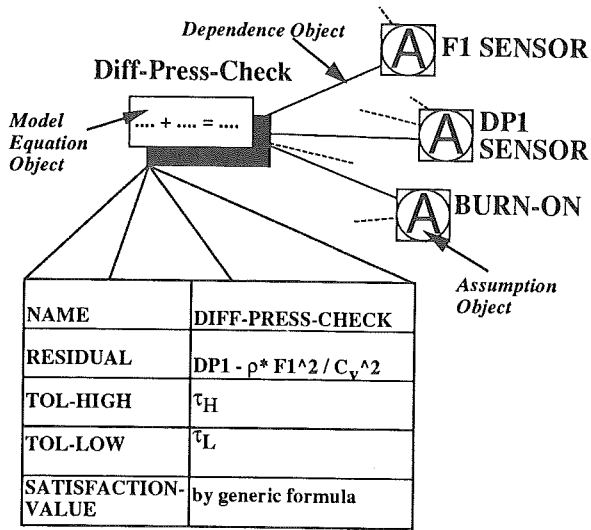 Dependence Object
A
F1 SENSOR
Diff-Press-Check
Model
Equation
Object
.... + .... = ....
A
DP1
SENSOR
A
BURN-ON
Assumption
Object
NAME
DIFF-PRESS-CHECK
RESIDUAL
DP1 - ρ* F1^2 / C_v^2
TOL-HIGH
τH
TOL-LOW
τL
SATISFACTION-
VALUE
by generic formula